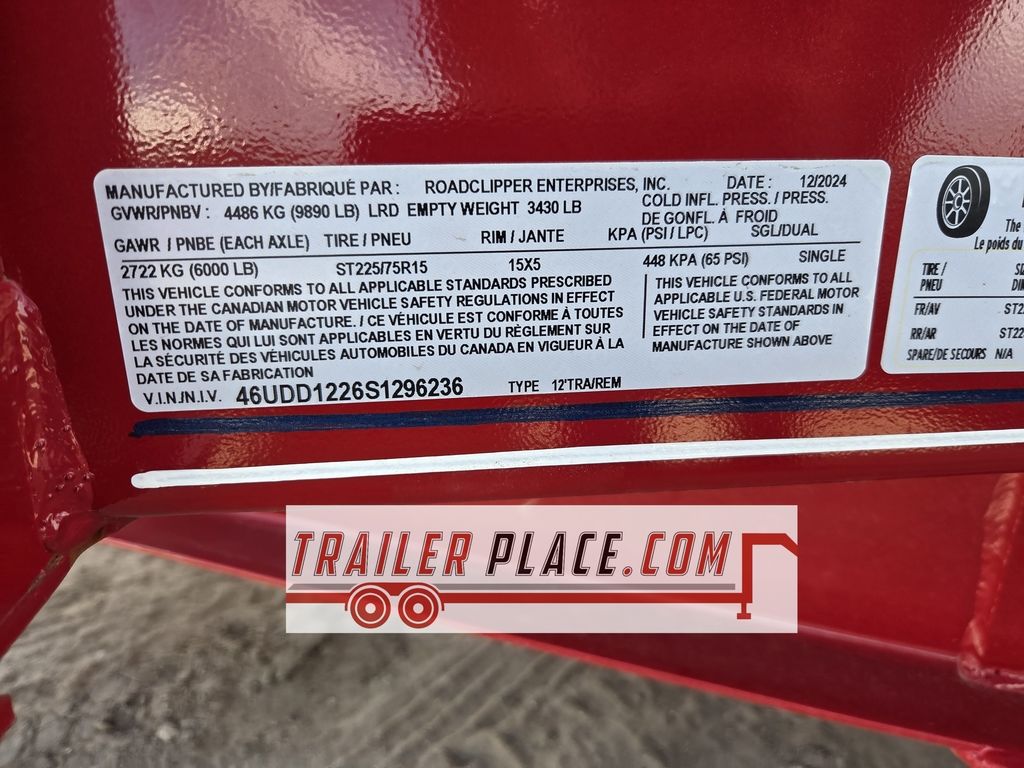 MANUFACTURED BY/FABRIQUÉ PAR : ROADCLIPPER ENTERPRISES, INC. DATE : 12/2024
GVWR/PNBV : 4486 KG (9890 LB) LRD EMPTY WEIGHT 3430 LB COLD INFL. PRESS. / PRESS.
DE GONFL. À FROID
GAWR / PNBE (EACH AXLE) TIRE / PNEU RIM / JANTE KPA (PSI / LPC) SGL/DUAL
2722 KG (6000 LB) ST225/75R15 15X5 448 KPA (65 PSI) SINGLE
THIS VEHICLE CONFORMS TO ALL APPLICABLE STANDARDS PRESCRIBED
UNDER THE CANADIAN MOTOR VEHICLE SAFETY REGULATIONS IN EFFECT
ON THE DATE OF MANUFACTURE. / CE VÉHICULE EST CONFORME À TOUTES
LES NORMES QUI LUI SONT APPLICABLES EN VERTU DU RÈGLEMENT SUR
LA SÉCURITÉ DES VÉHICULES AUTOMOBILES DU CANADA EN VIGUEUR À LA
DATE DE SA FABRICATION
THIS VEHICLE CONFORMS TO ALL
APPLICABLE U.S. FEDERAL MOTOR
VEHICLE SAFETY STANDARDS IN
EFFECT ON THE DATE OF
MANUFACTURE SHOWN ABOVE
V.I.N./N.I.V. 46UDD1226S1296236 TYPE 12'TRA/REM
The
Le poids du
TIRE /
PNEU
FR/AV
RR/AR
SPARE/DE SECOURS N/A
TRAILER PLACE.COM